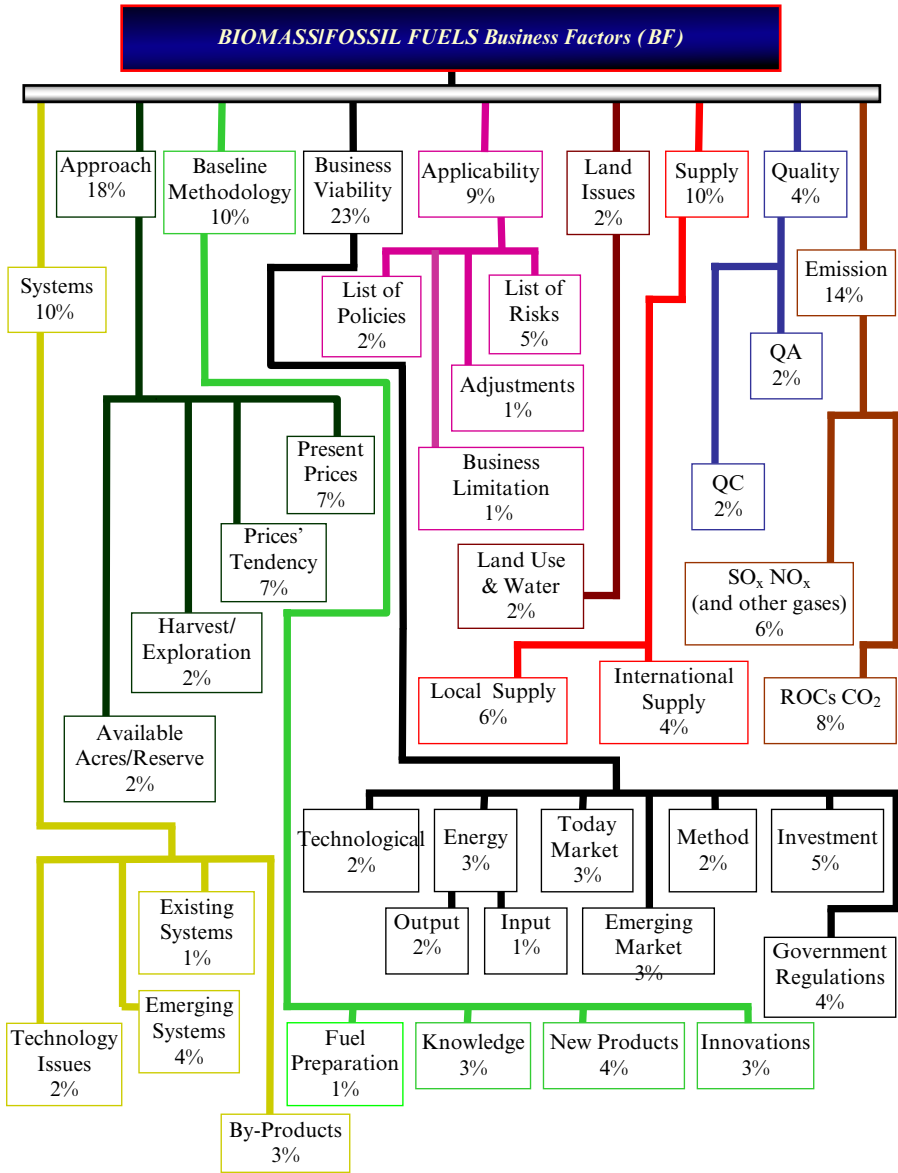 BIOMASS|FOSSIL FUELS Business Factors (BF)
Approach
18%
Baseline
Methodology
10%
Business
Viability
23%
Applicability
9%
Land
Issues
2%
Supply
10%
Quality
4%
Systems
10%
Emission
14%
List of
Policies
2%
List of
Risks
5%
QA
2%
Adjustments
1%
Present
Prices
7%
Business
Limitation
1%
QC
2%
Prices’
Tendency
7%
Land Use
& Water
2%
SOx NOx
(and other gases)
6%
Harvest/
Exploration
2%
Local Supply
6%
International
Supply
4%
ROCs CO2
8%
Available
Acres/Reserve
2%
Technological
2%
Energy
3%
Today
Market
3%
Method
2%
Investment
5%
Output
2%
Input
1%
Emerging
Market
3%
Government
Regulations
4%
Existing
Systems
1%
Emerging
Systems
4%
Technology
Issues
2%
By-Products
3%
Fuel
Preparation
1%
Knowledge
3%
New Products
4%
Innovations
3%